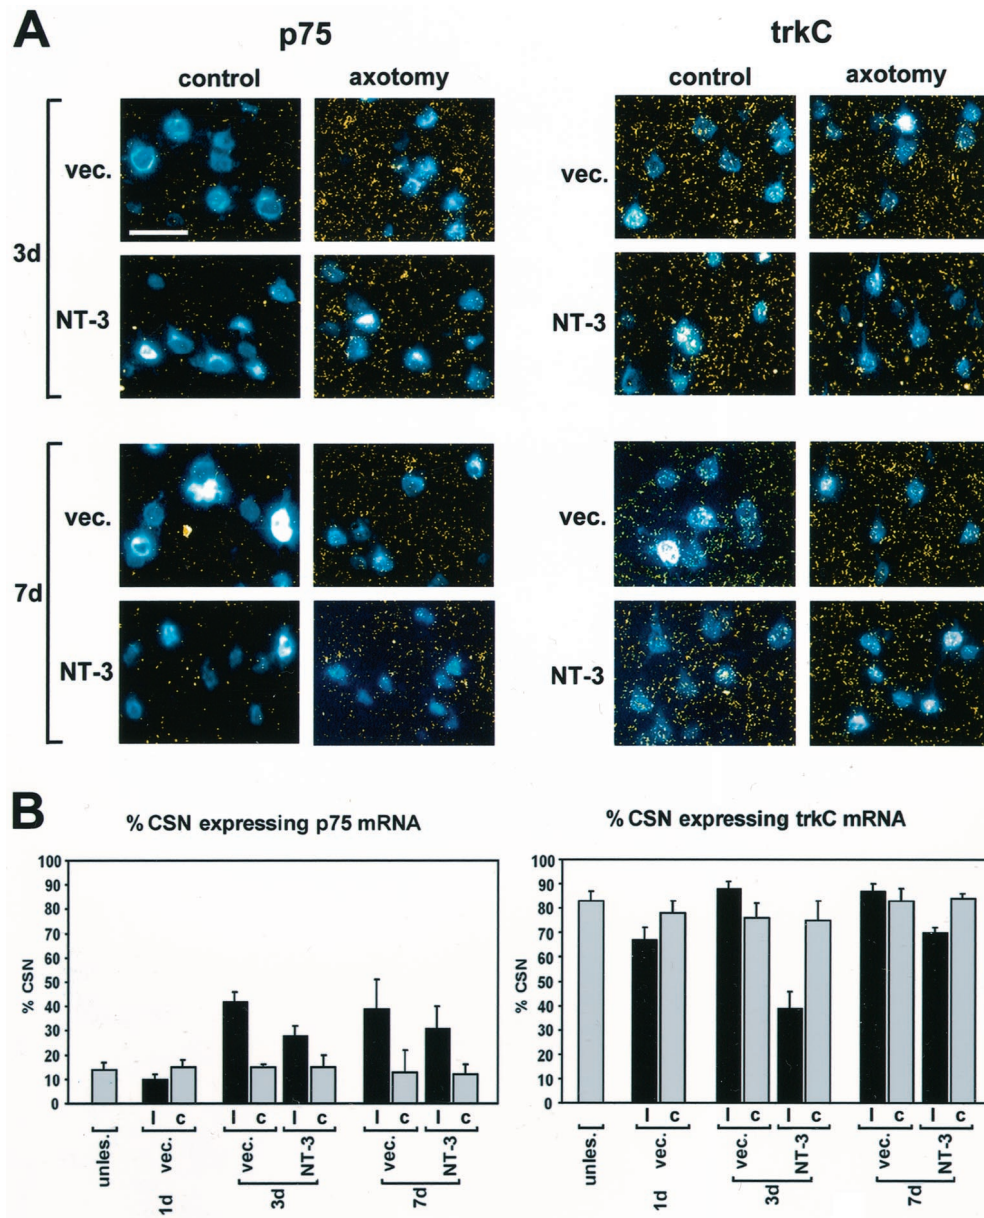 A
p75 trkC
control axotomy control axotomy
3d
vec. vec.
NT-3 NT-3
7d
vec. vec.
NT-3 NT-3
B
% CSN expressing p75 mRNA % CSN expressing trkC mRNA
% CSN
100
90
80
70
60
50
40
30
20
10
0
l c l c l c l c l c
unles. vec. vec. NT-3 vec. NT-3
1d 3d 7d
% CSN
100
90
80
70
60
50
40
30
20
10
0
l c l c l c l c l c
unles. vec. vec. NT-3 vec. NT-3
1d 3d 7d